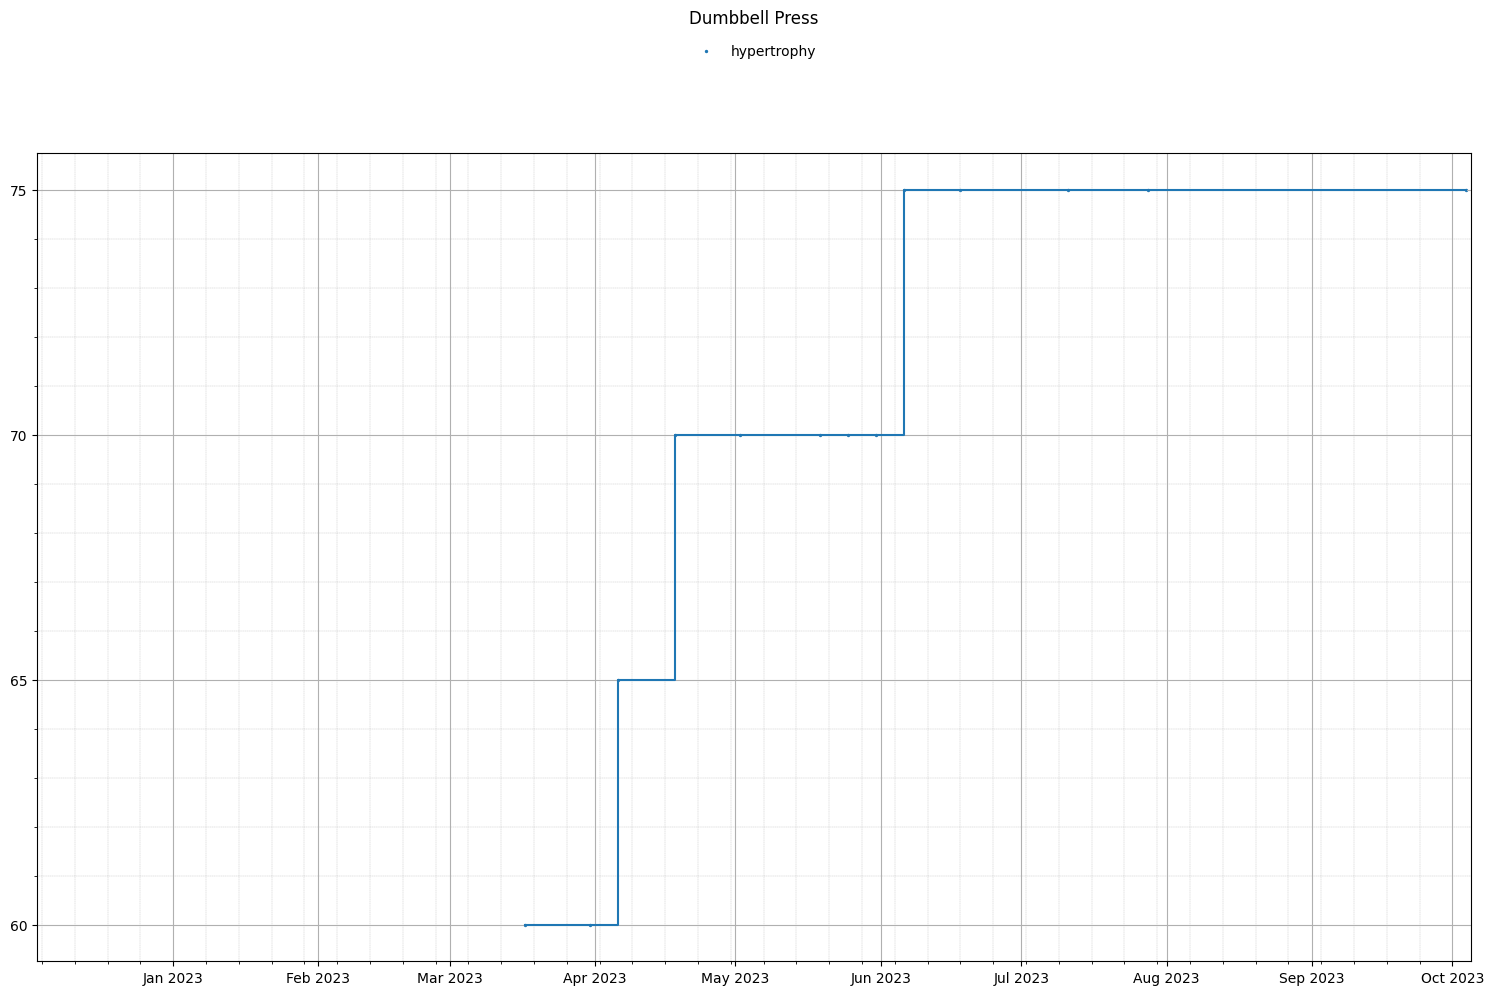 Dumbbell Press
hypertrophy
75
70
65
60
Jan 2023
Feb 2023
Mar 2023
Apr 2023
May 2023
Jun 2023
Jul 2023
Aug 2023
Sep 2023
Oct 2023